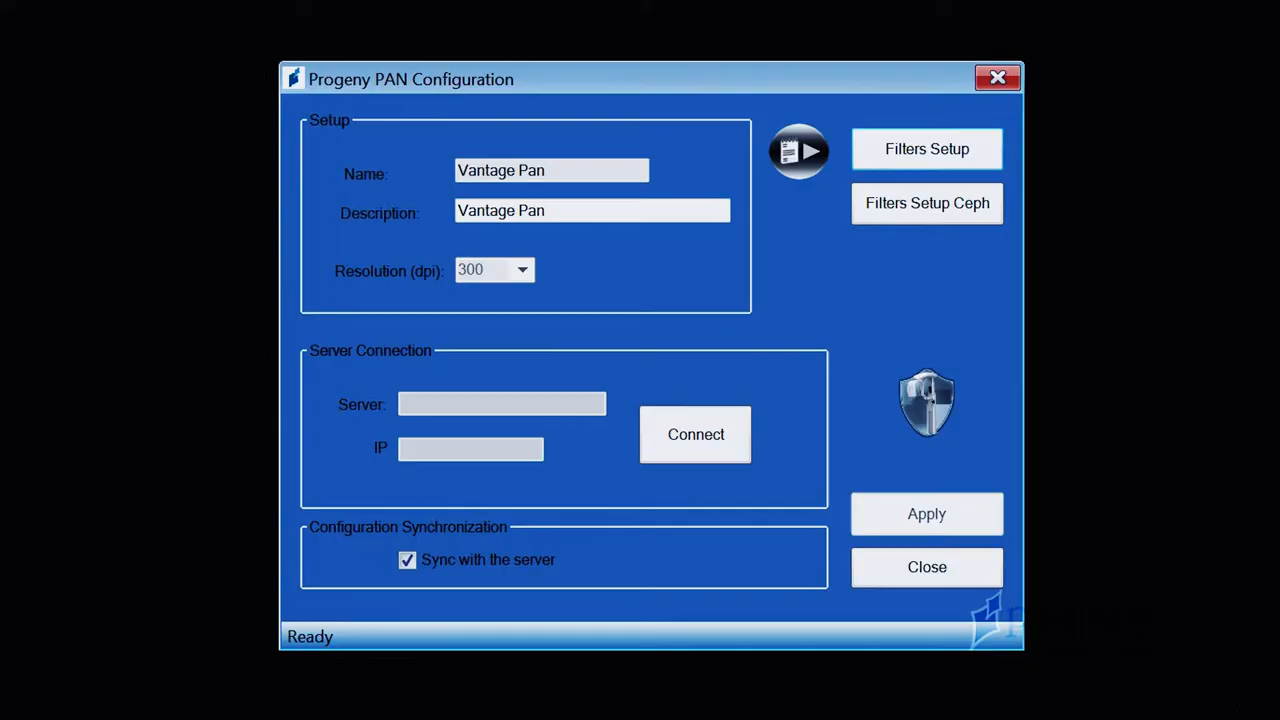 Progeny PAN Configuration
Setup
Name: Vantage Pan
Description: Vantage Pan
Resolution (dpi): 300
Filters Setup
Filters Setup Ceph
Server Connection
Server:
IP
Connect
Configuration Synchronization
Sync with the server
Apply
Close
Ready